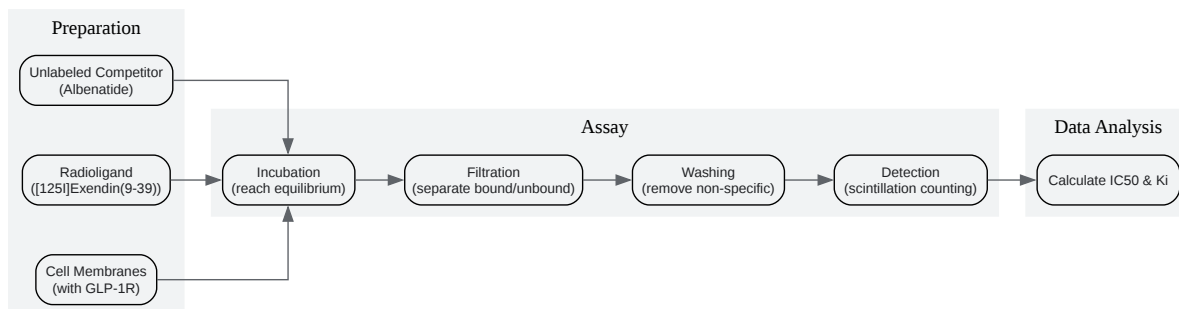 Preparation
Unlabeled Competitor
(Albenatide)
Radioligand
([125I]Exendin(9-39))
Cell Membranes
(with GLP-1R)
Assay
Incubation
(reach equilibrium)
Filtration
(separate bound/unbound)
Washing
(remove non-specific)
Detection
(scintillation counting)
Data Analysis
Calculate IC50 & Ki